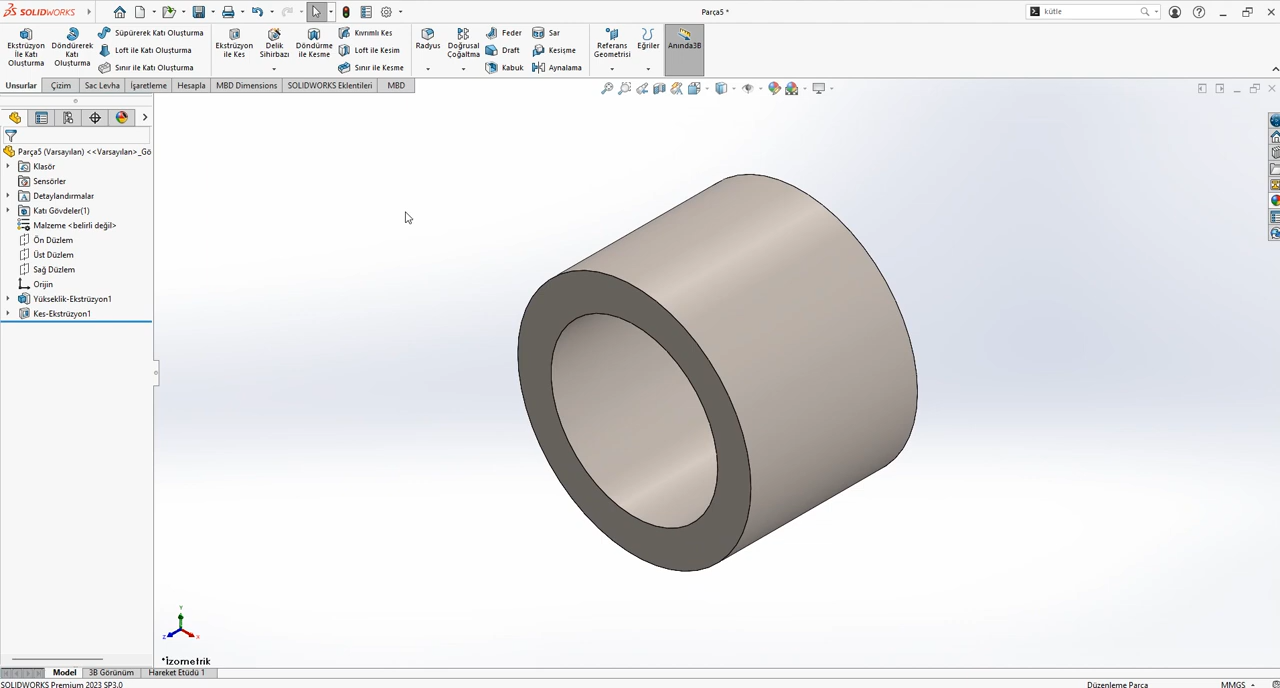 SOLIDWORKS
Parça5 *
kütle
Ekstrüzyon İle Katı Oluşturma
Döndürerek Katı Oluşturma
Süpürerek Katı Oluşturma
Loft ile Katı Oluşturma
Sınır ile Katı Oluşturma
Ekstrüzyon ile Kes
Delik Sihirbazı
Döndürme ile Kesme
Kıvrımlı Kes
Loft ile Kesim
Sınır ile Kesme
Radyus
Doğrusal Çoğaltma
Feder
Draft
Kabuk
Sar
Kesişme
Aynalama
Referans Geometrisi
Eğriler
Anında3B
Unsurlar
Çizim
Sac Levha
İşaretleme
Hesapla
MBD Dimensions
SOLIDWORKS Eklentileri
MBD
Parça5 (Varsayılan) <<Varsayılan>_Gö
Klasör
Sensörler
Detaylandırmalar
Katı Gövdeler(1)
Malzeme <belirli değil>
Ön Düzlem
Üst Düzlem
Sağ Düzlem
Orijin
Yükseklik-Ekstrüzyon1
Kes-Ekstrüzyon1
Y
Z
X
*İzometrik
Model
3B Görünüm
Hareket Etüdü 1
SOLIDWORKS Premium 2023 SP3.0
Düzenleme Parca
MMGS